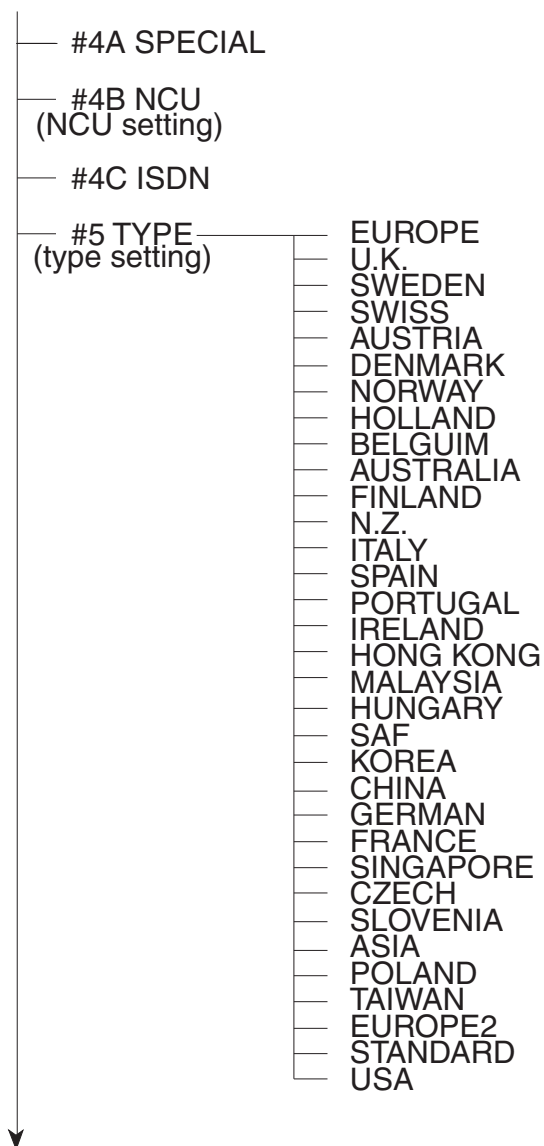 #4A SPECIAL
#4B NCU
(NCU setting)
#4C ISDN
#5 TYPE
(type setting)
EUROPE
U.K.
SWEDEN
SWISS
AUSTRIA
DENMARK
NORWAY
HOLLAND
BELGUIM
AUSTRALIA
FINLAND
N.Z.
ITALY
SPAIN
PORTUGAL
IRELAND
HONG KONG
MALAYSIA
HUNGARY
SAF
KOREA
CHINA
GERMAN
FRANCE
SINGAPORE
CZECH
SLOVENIA
ASIA
POLAND
TAIWAN
EUROPE2
STANDARD
USA